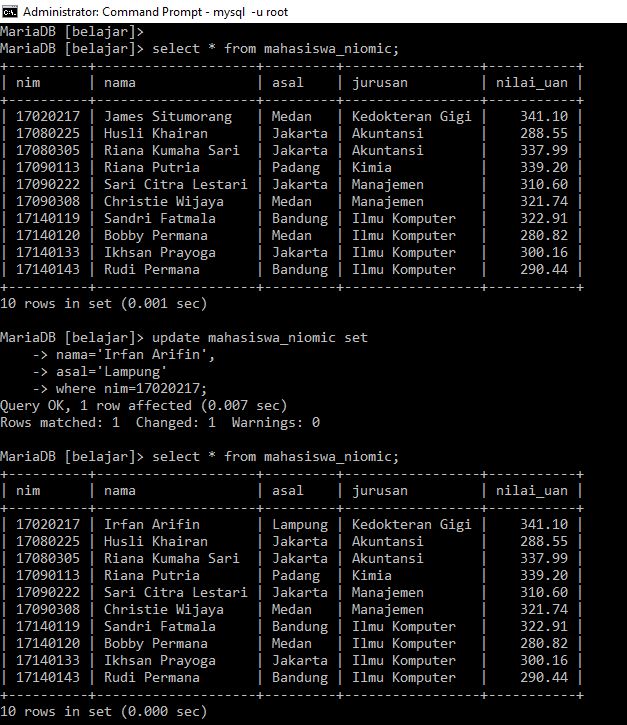 Administrator: Command Prompt - mysql  -u root
MariaDB [belajar]>
MariaDB [belajar]> select * from mahasiswa_niomic;
+----------+--------------------+---------+-----------------+-----------+
| nim      | nama               | asal    | jurusan         | nilai_uan |
+----------+--------------------+---------+-----------------+-----------+
| 17020217 | James Situmorang   | Medan   | Kedokteran Gigi |    341.10 |
| 17080225 | Husli Khairan      | Jakarta | Akuntansi       |    288.55 |
| 17080305 | Riana Kumaha Sari  | Jakarta | Akuntansi       |    337.99 |
| 17090113 | Riana Putria       | Padang  | Kimia           |    339.20 |
| 17090222 | Sari Citra Lestari | Jakarta | Manajemen       |    310.60 |
| 17090308 | Christie Wijaya    | Medan   | Manajemen       |    321.74 |
| 17140119 | Sandri Fatmala     | Bandung | Ilmu Komputer   |    322.91 |
| 17140120 | Bobby Permana      | Medan   | Ilmu Komputer   |    280.82 |
| 17140133 | Ikhsan Prayoga     | Jakarta | Ilmu Komputer   |    300.16 |
| 17140143 | Rudi Permana       | Bandung | Ilmu Komputer   |    290.44 |
+----------+--------------------+---------+-----------------+-----------+
10 rows in set (0.001 sec)
MariaDB [belajar]> update mahasiswa_niomic set
    -> nama='Irfan Arifin',
    -> asal='Lampung'
    -> where nim=17020217;
Query OK, 1 row affected (0.007 sec)
Rows matched: 1  Changed: 1  Warnings: 0
MariaDB [belajar]> select * from mahasiswa_niomic;
+----------+--------------------+---------+-----------------+-----------+
| nim      | nama               | asal    | jurusan         | nilai_uan |
+----------+--------------------+---------+-----------------+-----------+
| 17020217 | Irfan Arifin       | Lampung | Kedokteran Gigi |    341.10 |
| 17080225 | Husli Khairan      | Jakarta | Akuntansi       |    288.55 |
| 17080305 | Riana Kumaha Sari  | Jakarta | Akuntansi       |    337.99 |
| 17090113 | Riana Putria       | Padang  | Kimia           |    339.20 |
| 17090222 | Sari Citra Lestari | Jakarta | Manajemen       |    310.60 |
| 17090308 | Christie Wijaya    | Medan   | Manajemen       |    321.74 |
| 17140119 | Sandri Fatmala     | Bandung | Ilmu Komputer   |    322.91 |
| 17140120 | Bobby Permana      | Medan   | Ilmu Komputer   |    280.82 |
| 17140133 | Ikhsan Prayoga     | Jakarta | Ilmu Komputer   |    300.16 |
| 17140143 | Rudi Permana       | Bandung | Ilmu Komputer   |    290.44 |
+----------+--------------------+---------+-----------------+-----------+
10 rows in set (0.000 sec)